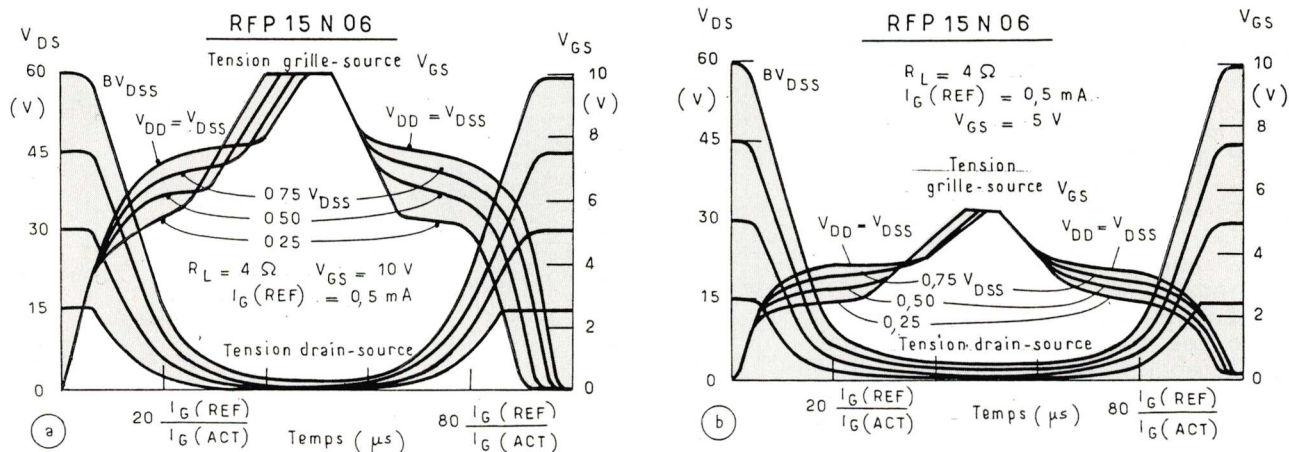 RFP 15 N 06
V DS
V GS
Tension grille-source V GS
60
10
(V)
(V)
BV DSS
V DD = V DSS
V DD = V DSS
8
45
0 75 V DSS
6
0 50
30
0 25
R L = 4 Ω V GS = 10 V
4
I G (REF) = 0,5 mA
15
2
Tension drain-source
0
0
20 I G (REF) / I G (ACT)
Temps (μs)
80 I G (REF) / I G (ACT)
a
RFP 15 N 06
V DS
V GS
60
10
(V)
(V)
BV DSS
R L = 4 Ω
I G (REF) = 0,5 mA
V GS = 5 V
45
8
Tension
grille-source V GS
6
30
V DD - V DSS
V DD = V DSS
4
0,75 V DSS
15
0,50
2
0,25
Tension drain-source
0
0
20 I G (REF) / I G (ACT)
Temps (μs)
80 I G (REF) / I G (ACT)
b